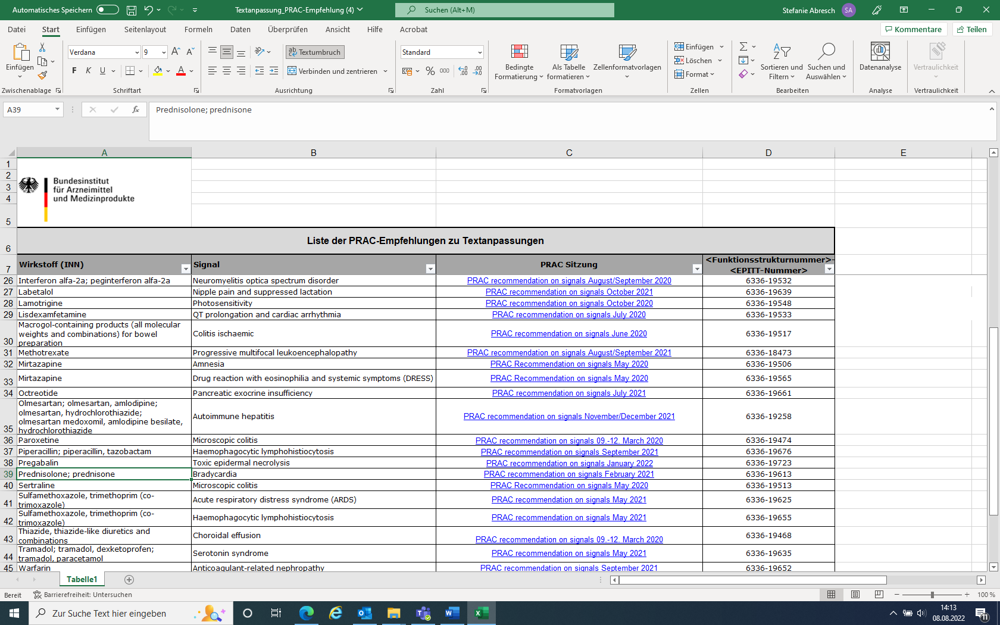 Automatisches Speichern
Textanpassung_PRAC-Empfehlung (4)
Suchen (Alt+M)
Stefanie Abresch
SA
Datei Start Einfügen Seitenlayout Formeln Daten Überprüfen Ansicht Hilfe Acrobat
Kommentare
Teilen
Einfügen
Zwischenablage
Verdana
9
F K U
Schriftart
Textumbruch
Verbinden und zentrieren
Ausrichtung
Standard
% 000
Zahl
Bedingte
Formatierung
Als Tabelle
formatieren
Zellenformatvorlagen
Formatvorlagen
Einfügen
Löschen
Format
Zellen
Sortieren und
Filtern
Suchen und
Auswählen
Bearbeiten
Datenanalyse
Analyse
Vertraulichkeit
Vertraulichkeit
A39
fx
Prednisolone; prednisone
A B C D E
1
2
3
4
5
Bundesinstitut
für Arzneimittel
und Medizinprodukte
6 Liste der PRAC-Empfehlungen zu Textanpassungen
7 Wirkstoff (INN) Signal PRAC Sitzung <Funktionsstrukturnummer>-
<EPITT-Nummer>
26 Interferon alfa-2a; peginterferon alfa-2a Neuromyelitis optica spectrum disorder PRAC recommendation on signals August/September 2020 6336-19532
27 Labetalol Nipple pain and suppressed lactation PRAC recommendation on signals October 2021 6336-19639
28 Lamotrigine Photosensitivity PRAC recommendation on signals October 2020 6336-19548
29 Lisdexamfetamine QT prolongation and cardiac arrhythmia PRAC recommendation on signals July 2020 6336-19533
Macrogol-containing products (all molecular
weights and combinations) for bowel Colitis ischaemic PRAC recommendation on signals June 2020 6336-19517
30 preparation
31 Methotrexate Progressive multifocal leukoencephalopathy PRAC recommendation on signals August/September 2021 6336-18473
32 Mirtazapine Amnesia PRAC Recommendation on signals May 2020 6336-19506
33 Mirtazapine Drug reaction with eosinophilia and systemic symptoms (DRESS) PRAC Recommendation on signals May 2020 6336-19565
34 Octreotide Pancreatic exocrine insufficiency PRAC recommendation on signals July 2021 6336-19661
Olmesartan; olmesartan, amlodipine;
olmesartan, hydrochlorothiazide; Autoimmune hepatitis PRAC recommendation on signals November/December 2021 6336-19258
olmesartan medoxomil, amlodipine besilate,
35 hydrochlorothiazide
36 Paroxetine Microscopic colitis PRAC recommendation on signals 09.-12. March 2020 6336-19474
37 Piperacillin; piperacillin, tazobactam Haemophagocytic lymphohistiocytosis PRAC recommendation on signals September 2021 6336-19676
38 Pregabalin Toxic epidermal necrolysis PRAC recommendation on signals January 2022 6336-19723
39 Prednisolone; prednisone Bradycardia PRAC recommendation on signals February 2021 6336-19613
40 Sertraline Microscopic colitis PRAC Recommendation on signals May 2020 6336-19513
Sulfamethoxazole, trimethoprim (co- Acute respiratory distress syndrome (ARDS) PRAC recommendation on signals May 2021 6336-19625
41 trimoxazole)
Sulfamethoxazole, trimethoprim (co- Haemophagocytic lymphohistiocytosis PRAC recommendation on signals May 2021 6336-19655
42 trimoxazole)
Thiazide, thiazide-like diuretics and Choroidal effusion PRAC recommendation on signals 09.-12. March 2020 6336-19468
43 combinations
Tramadol; tramadol, dexketoprofen; Serotonin syndrome PRAC recommendation on signals May 2021 6336-19635
44 tramadol, paracetamol
45 Warfarin Anticoagulant-related nephropathy PRAC recommendation on signals September 2021 6336-19652
Tabelle1
Bereit Barrierefreiheit: Untersuchen
100 %
Zur Suche Text hier eingeben
14:13
08.08.2022
11